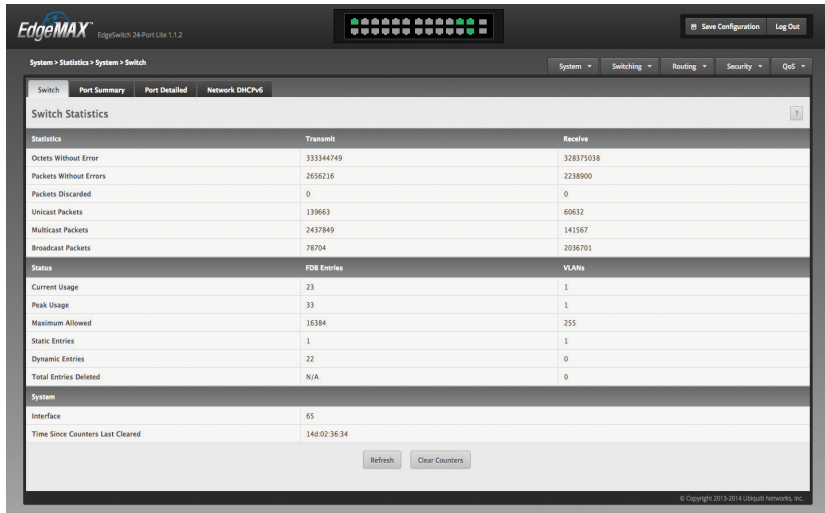 EdgeMAX™ EdgeSwitch 24-Port Lite 1.1.2
Save Configuration Log Out
System > Statistics > System > Switch
System Switching Routing Security QoS
Switch Port Summary Port Detailed Network DHCPv6
Switch Statistics ?
Statistics Transmit Receive
Octets Without Error 333344749 328375038
Packets Without Errors 2656216 2238900
Packets Discarded 0 0
Unicast Packets 139663 60632
Multicast Packets 2437849 141567
Broadcast Packets 78704 2036701
Status FDB Entries VLANs
Current Usage 23 1
Peak Usage 33 1
Maximum Allowed 16384 255
Static Entries 1 1
Dynamic Entries 22 0
Total Entries Deleted N/A 0
System
Interface 65
Time Since Counters Last Cleared 14d:02:36:34
Refresh Clear Counters
© Copyright 2013-2014 Ubiquiti Networks, Inc.